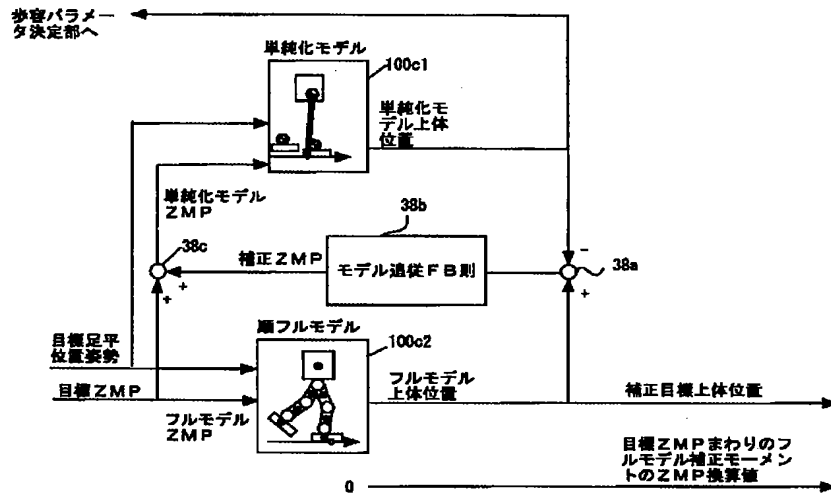 歩容パラメー
タ決定部へ
単純化モデル
100c1
単純化モ
デル上体
位置
単純化モデル
ZMP
38b
38c
補正ZMP
モデル追従FB則
-
38a
+
+
+
目標足平
位置姿勢
順フルモデル
100c2
目標ZMP
フルモデル
上体位置
補正目標上体位置
フルモデル
ZMP
目標ZMPまわりのフ
ルモデル補正モーメン
トのZMP換算値
0